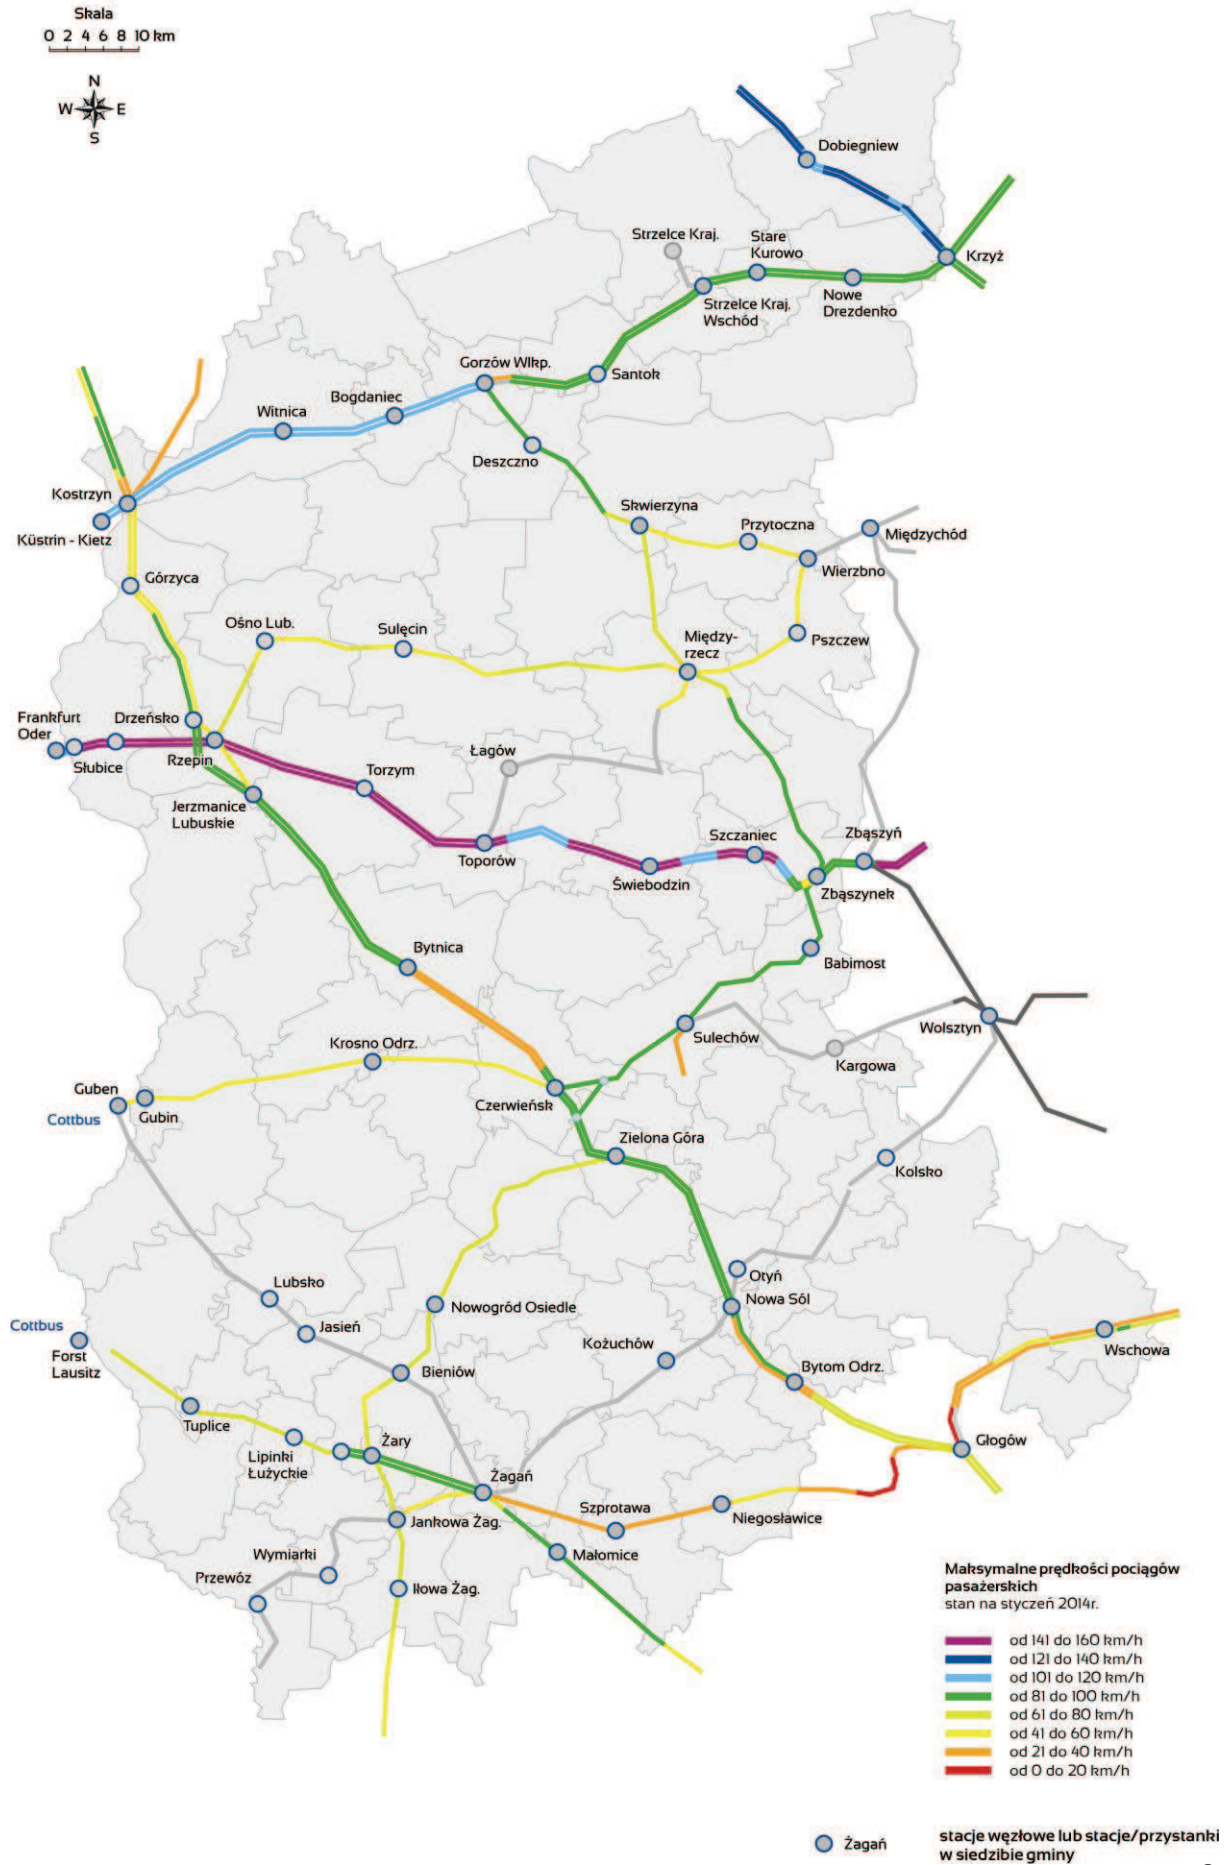 Skala
0 2 4 6 8 10 km
N
W E
S
Dobiegniew
Strzelce Kraj.
Stare
Kurowo
Krzyż
Strzelce Kraj.
Wschód
Nowe
Drezdenko
Gorzów Wlkp.
Santok
Bogdaniec
Witnica
Deszczno
Kostrzyn
Skwierzyna
Przytoczna
Międzychód
Küstrin - Kietz
Wierzbno
Górzyca
Ośno Lub.
Sulęcin
Między-
rzecz
Pszczew
Frankfurt
Oder
Drzeńsko
Słubice
Rzepin
Łagów
Torzym
Jerzmanice
Lubuskie
Zbąszyń
Szczaniec
Toporów
Świebodzin
Zbąszynek
Bytnica
Babimost
Sulechów
Wolsztyn
Krosno Odrz.
Kargowa
Guben
Cottbus
Gubin
Czerwieńsk
Zielona Góra
Kolsko
Otyń
Lubsko
Nowogród Osiedle
Nowa Sól
Cottbus
Jasień
Forst
Lausitz
Kożuchów
Wschowa
Bieniów
Bytom Odrz.
Tuplice
Lipinki
Łużyckie
Żary
Głogów
Żagań
Szprotawa
Niegosławice
Jankowa Żag.
Wymiarki
Małomice
Przewóz
Iłowa Żag.
Maksymalne prędkości pociągów
pasażerskich
stan na styczeń 2014r.
od 141 do 160 km/h
od 121 do 140 km/h
od 101 do 120 km/h
od 81 do 100 km/h
od 61 do 80 km/h
od 41 do 60 km/h
od 21 do 40 km/h
od 0 do 20 km/h
Żagań
stacje węzłowe lub stacje/przystanki
w siedzibie gminy